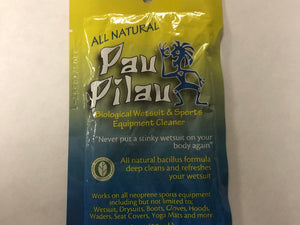 ALL NATURAL
Pau
Pilau
Biological Wetsuit & Sports
Equipment Cleaner
"Never put a stinky wetsuit on your
body again"
All natural bacillus formula
deep cleans and refreshes
your wetsuit
Works on all neoprene sports equipment
including but not limited to;
Wetsuit, Drysuits, Boots, Gloves, Hoods,
Waders, Seat Covers, Yoga Mats and more